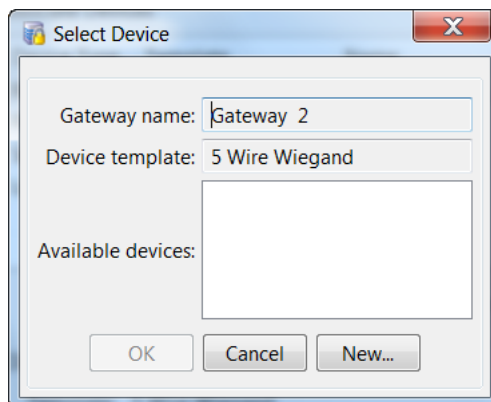 Select Device
Gateway name: Gateway  2
Device template: 5 Wire Wiegand
Available devices:
OK Cancel New...